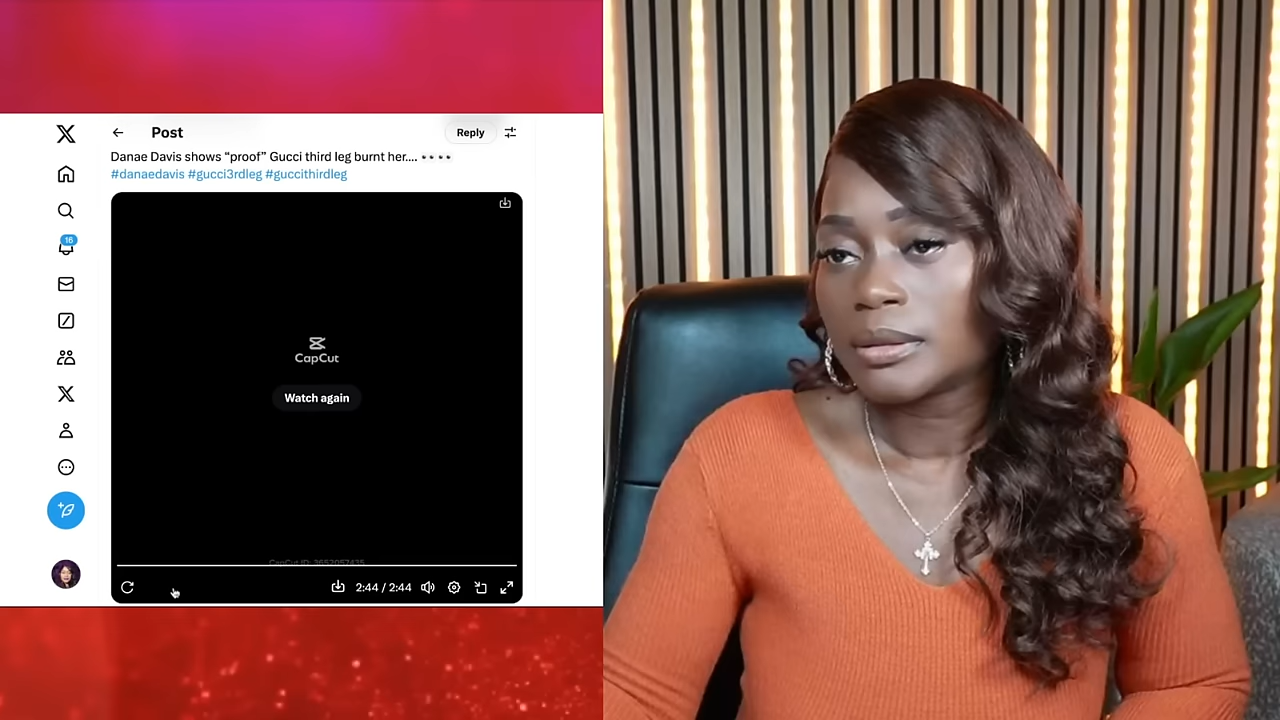 Post
Reply
Danae Davis shows “proof” Gucci third leg burnt her.... 👀👀
#danaedavis #gucci3rdleg #guccithirdleg
16
CapCut
Watch again
2:44 / 2:44